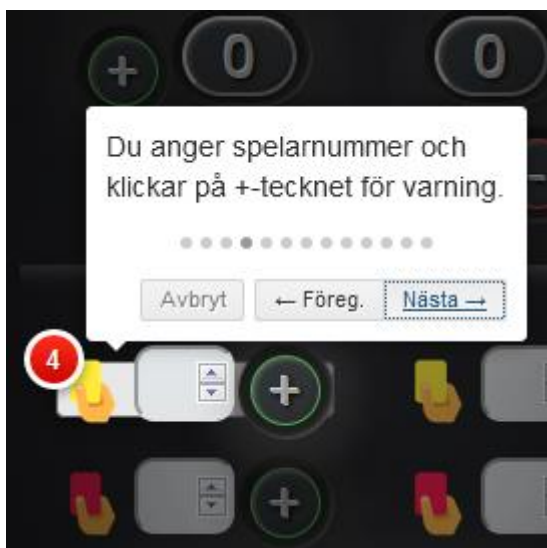 + 0 0
Du anger spelarnummer och
klickar på +-tecknet för varning.
Avbryt ← Föreg. Nästa →
4
+
+